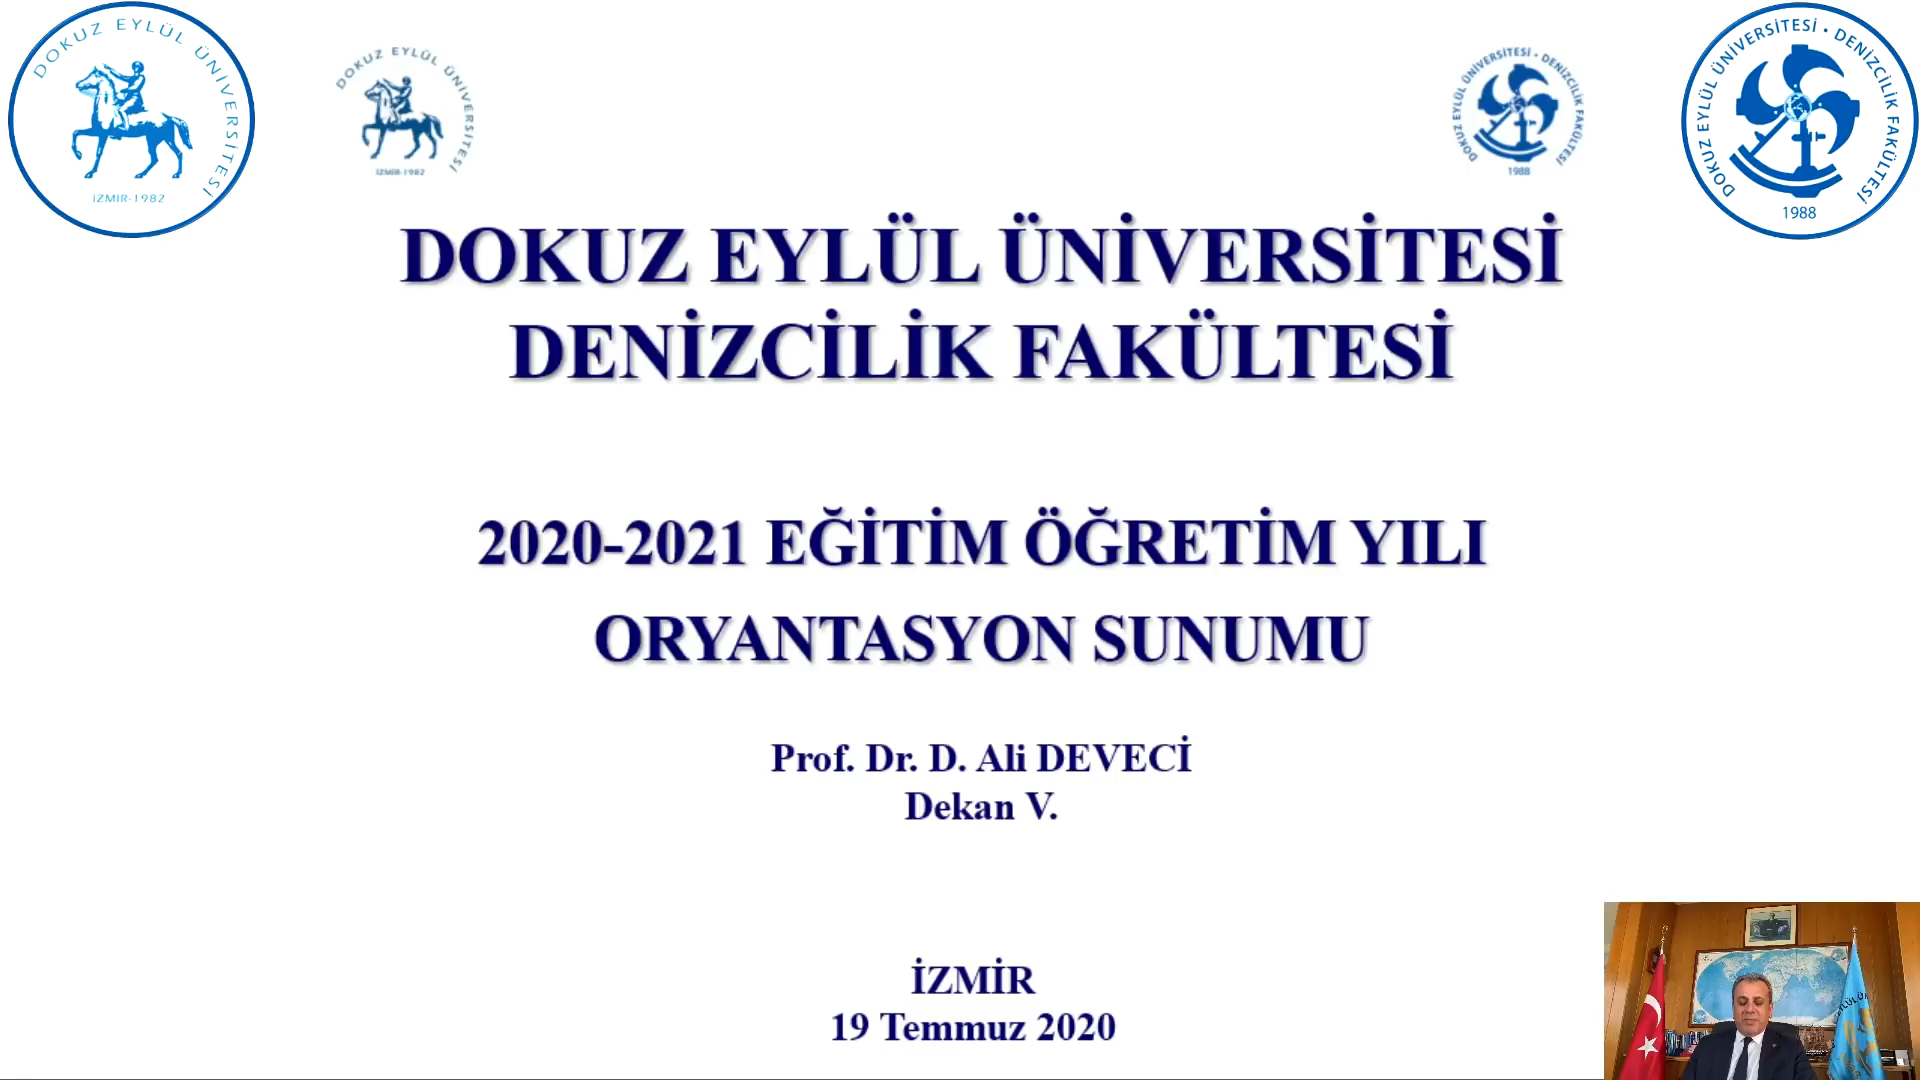 DOKUZ EYLÜL ÜNİVERSİTESİ
İZMİR-1982
DOKUZ EYLÜL ÜNİVERSİTESİ
İZMİR-1982
DOKUZ EYLÜL ÜNİVERSİTESİ • DENİZCİLİK FAKÜLTESİ
1988
DOKUZ EYLÜL ÜNİVERSİTESİ • DENİZCİLİK FAKÜLTESİ
1988
DOKUZ EYLÜL ÜNİVERSİTESİ
DENİZCİLİK FAKÜLTESİ
2020-2021 EĞİTİM ÖĞRETİM YILI
ORYANTASYON SUNUMU
Prof. Dr. D. Ali DEVECİ
Dekan V.
İZMİR
19 Temmuz 2020